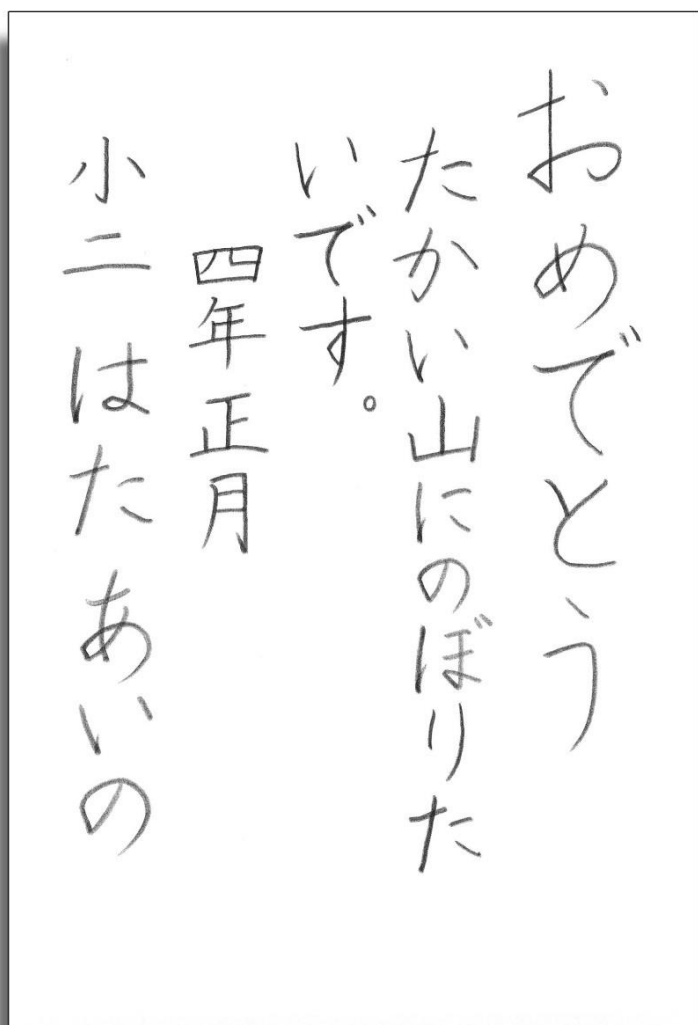 おめでとう
たかい山にのぼりた
いです。
四年正月
小二 はた あいの